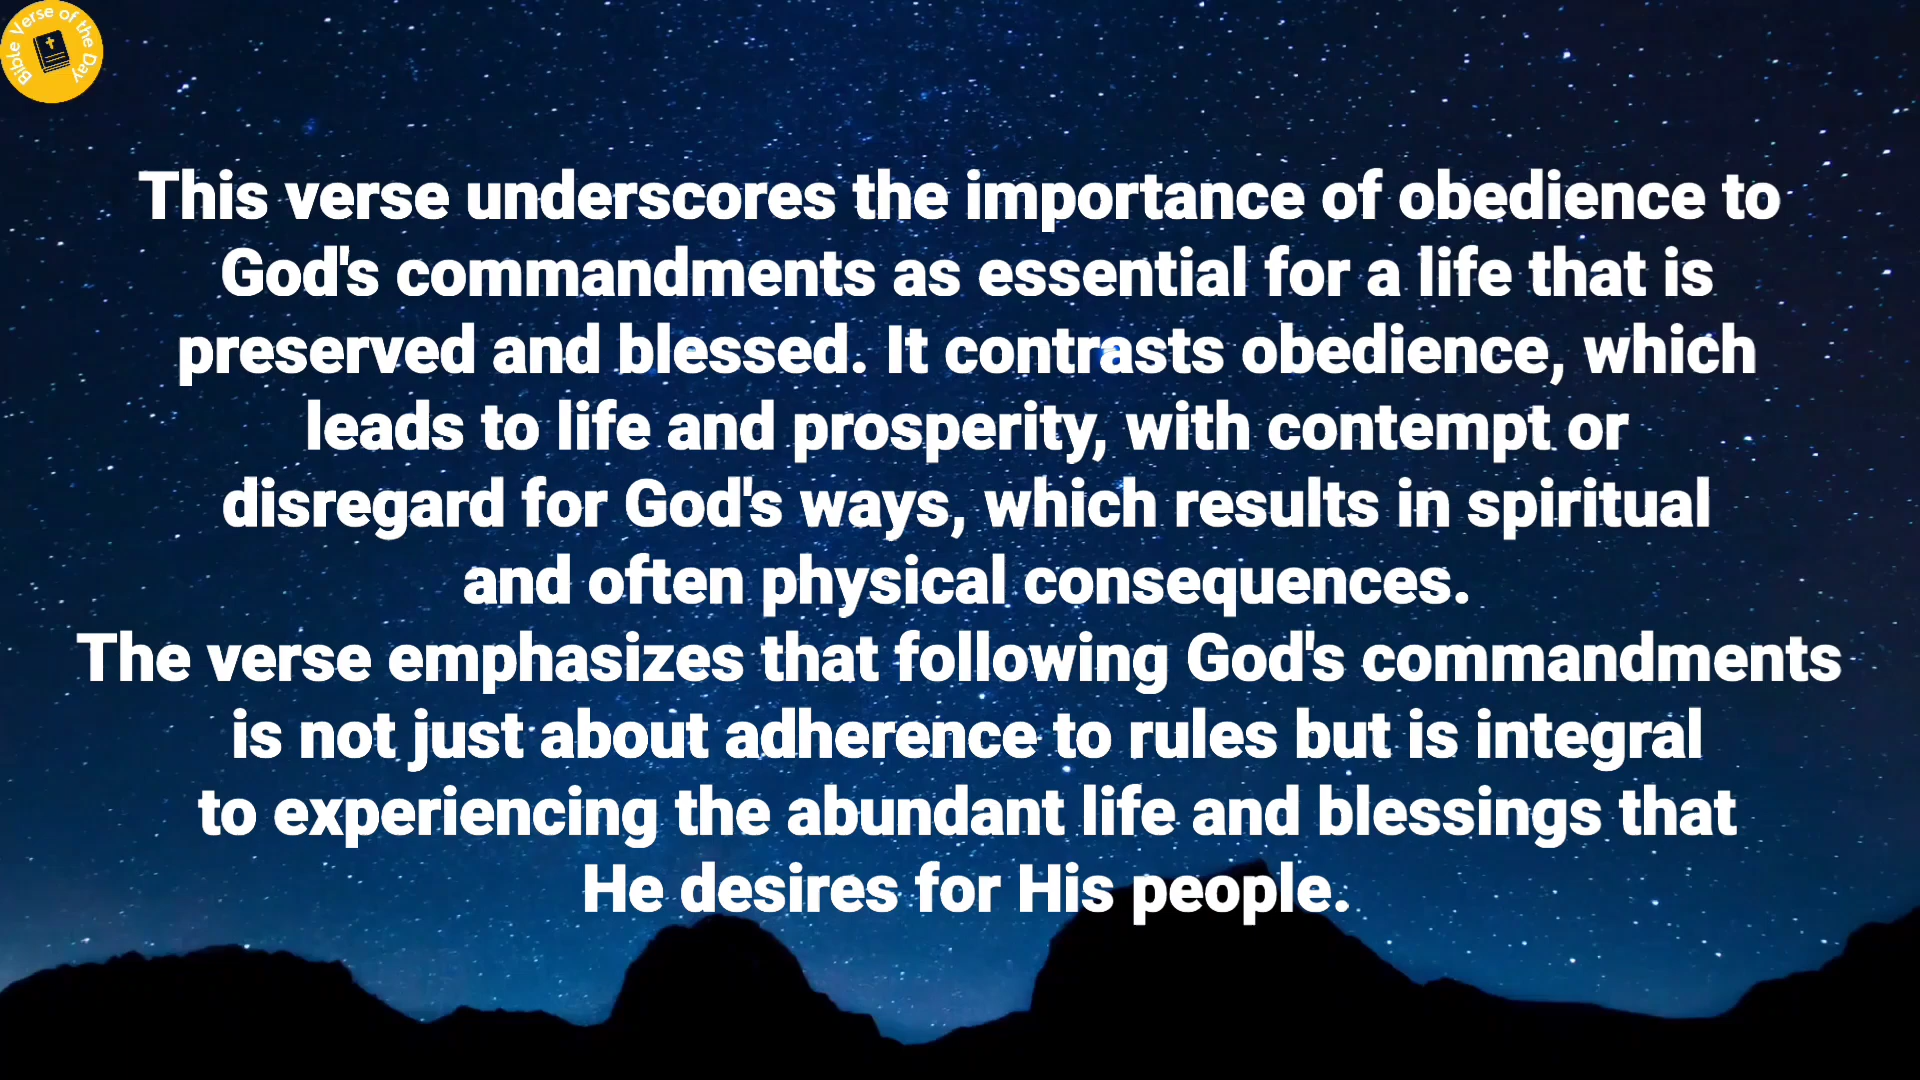 Bible Verse of the Day
This verse underscores the importance of obedience to
God's commandments as essential for a life that is
preserved and blessed. It contrasts obedience, which
leads to life and prosperity, with contempt or
disregard for God's ways, which results in spiritual
and often physical consequences.
The verse emphasizes that following God's commandments
is not just about adherence to rules but is integral
to experiencing the abundant life and blessings that
He desires for His people.